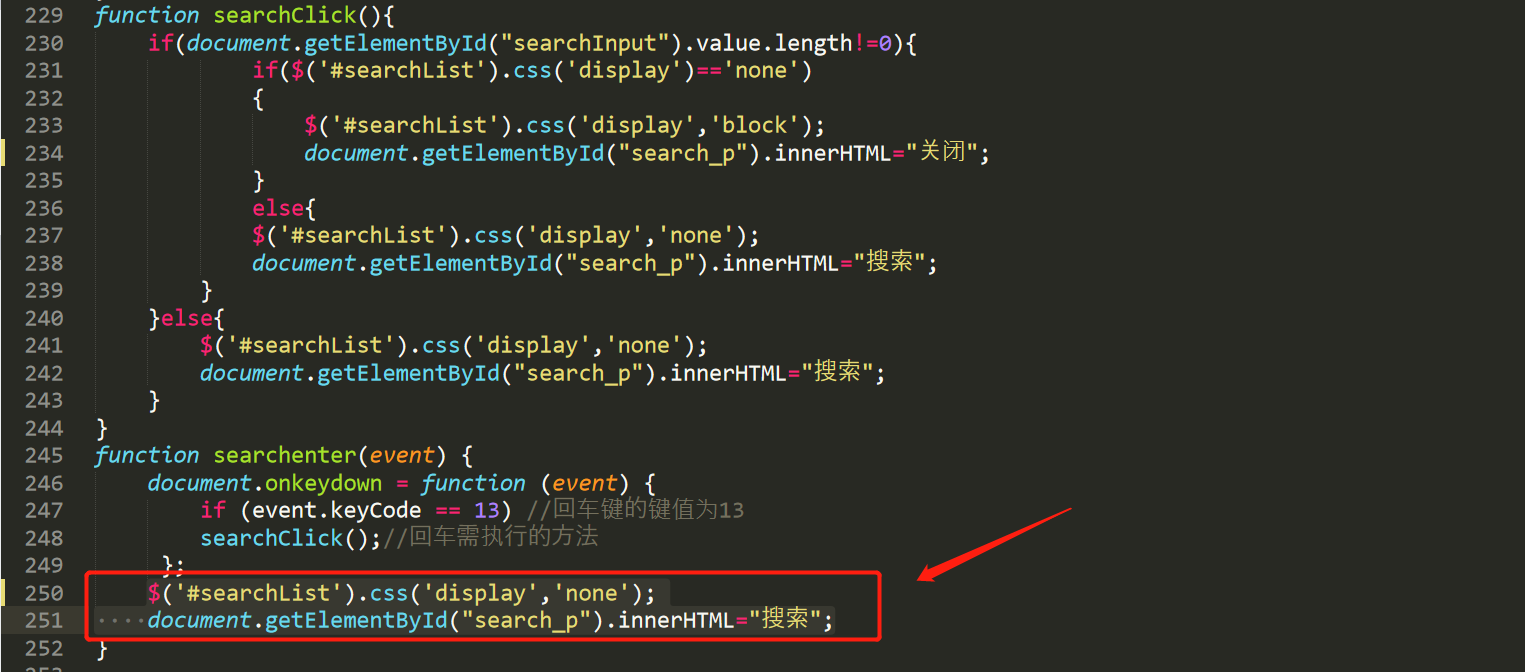 229 function searchClick(){
230 if(document.getElementById("searchInput").value.length!=0){
231 if($('#searchList').css('display')=='none')
232 {
233 $('#searchList').css('display','block');
234 document.getElementById("search_p").innerHTML="关闭";
235 }
236 else{
237 $('#searchList').css('display','none');
238 document.getElementById("search_p").innerHTML="搜索";
239 }
240 }else{
241 $('#searchList').css('display','none');
242 document.getElementById("search_p").innerHTML="搜索";
243 }
244 }
245 function searchenter(event) {
246 document.onkeydown = function (event) {
247 if (event.keyCode == 13) //回车键的键值为13
248 searchClick();//回车需执行的方法
249 };
250 $('#searchList').css('display','none');
251 document.getElementById("search_p").innerHTML="搜索";
252 }